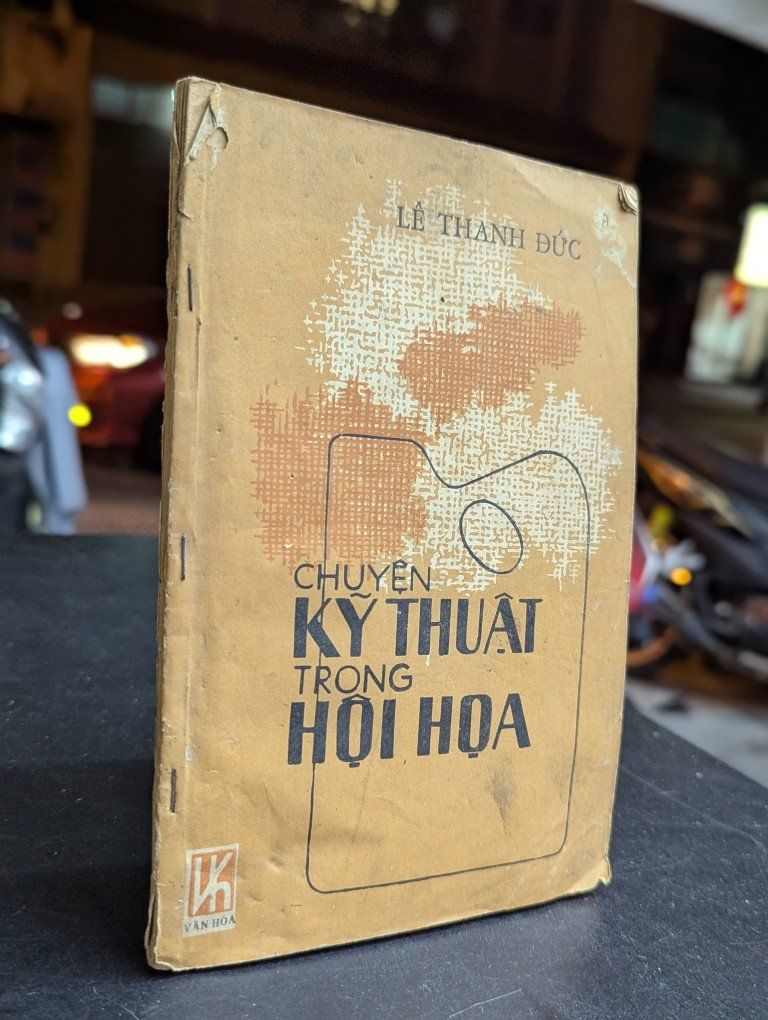 LÊ THANH ĐỨC
CHUYỆN
KỸ THUẬT
TRONG
HỘI HỌA
VĂN HÓA